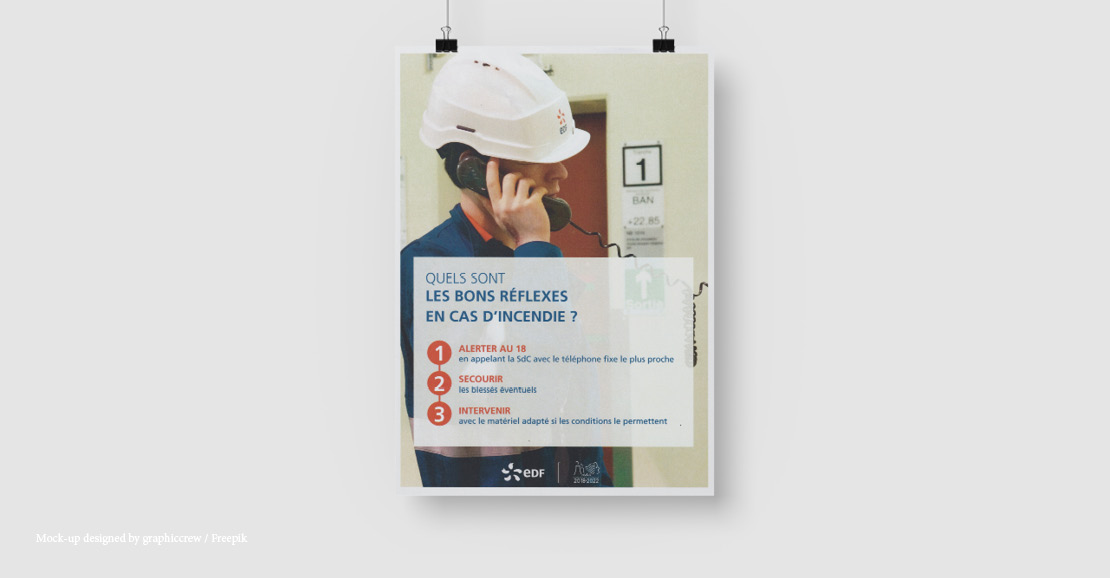 EDF
1
BAN
+22.85
Sortie
QUELS SONT
LES BONS RÉFLEXES
EN CAS D'INCENDIE ?
1
ALERTER AU 18
en appelant la SdC avec le téléphone fixe le plus proche
2
SECOURIR
les blessés éventuels
3
INTERVENIR
avec le matériel adapté si les conditions le permettent
EDF
2018-2022
Mock-up designed by graphiccrew / Freepik